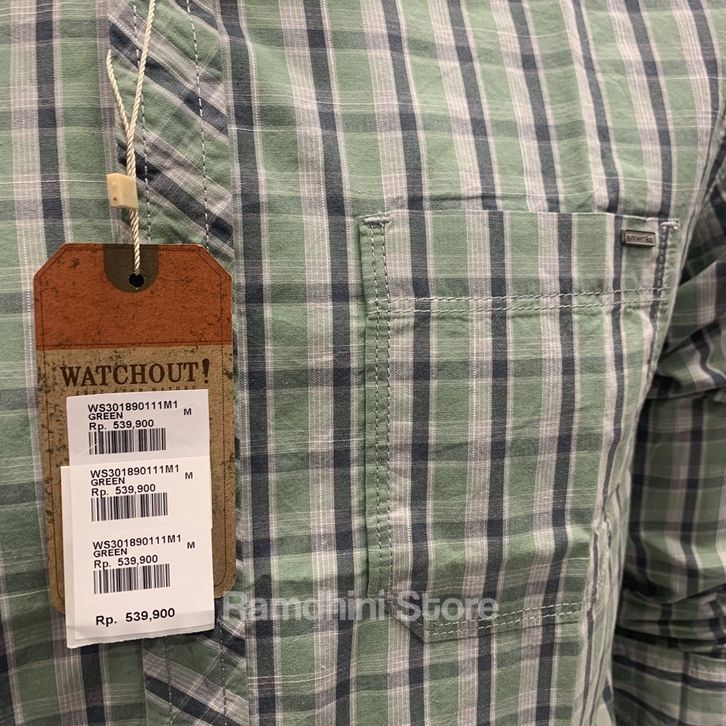 WATCHOUT!
WS301890111M1
GREEN M
Rp. 539,900
WS301890111M1
GREEN M
Rp. 539,900
WS301890111M1
GREEN M
Rp. 539,900
Rp. 539,900
Ramdhini Store